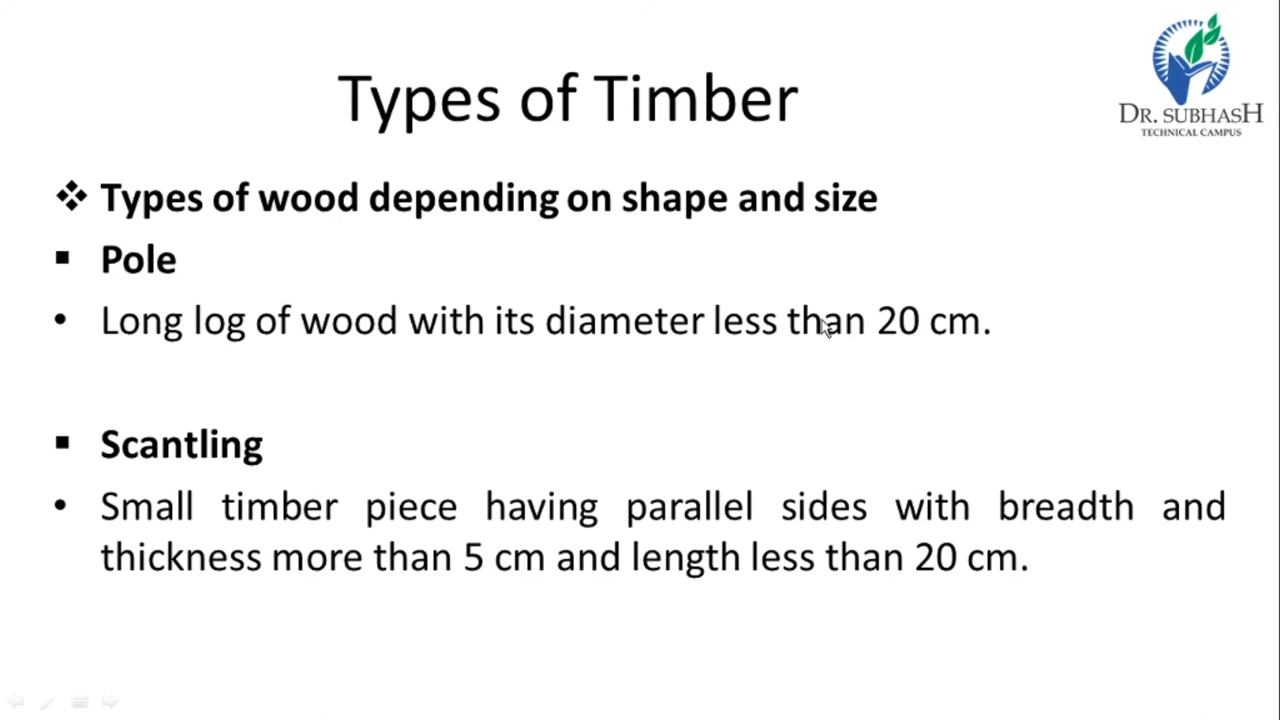 Types of Timber
DR. SUBHASH
TECHNICAL CAMPUS
Types of wood depending on shape and size
Pole
Long log of wood with its diameter less than 20 cm.
Scantling
Small timber piece having parallel sides with breadth and
thickness more than 5 cm and length less than 20 cm.